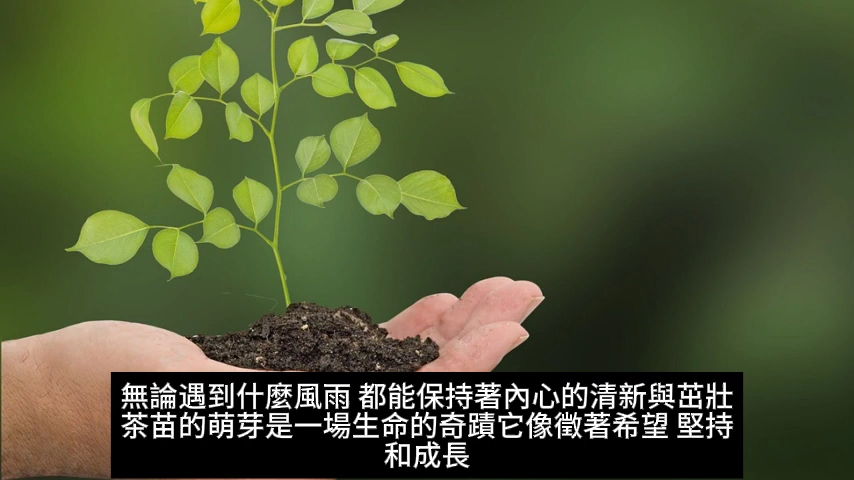 無論遇到什麼風雨 都能保持著內心的清新與茁壯
茶苗的萌芽是一場生命的奇蹟它像徵著希望 堅持
和成長